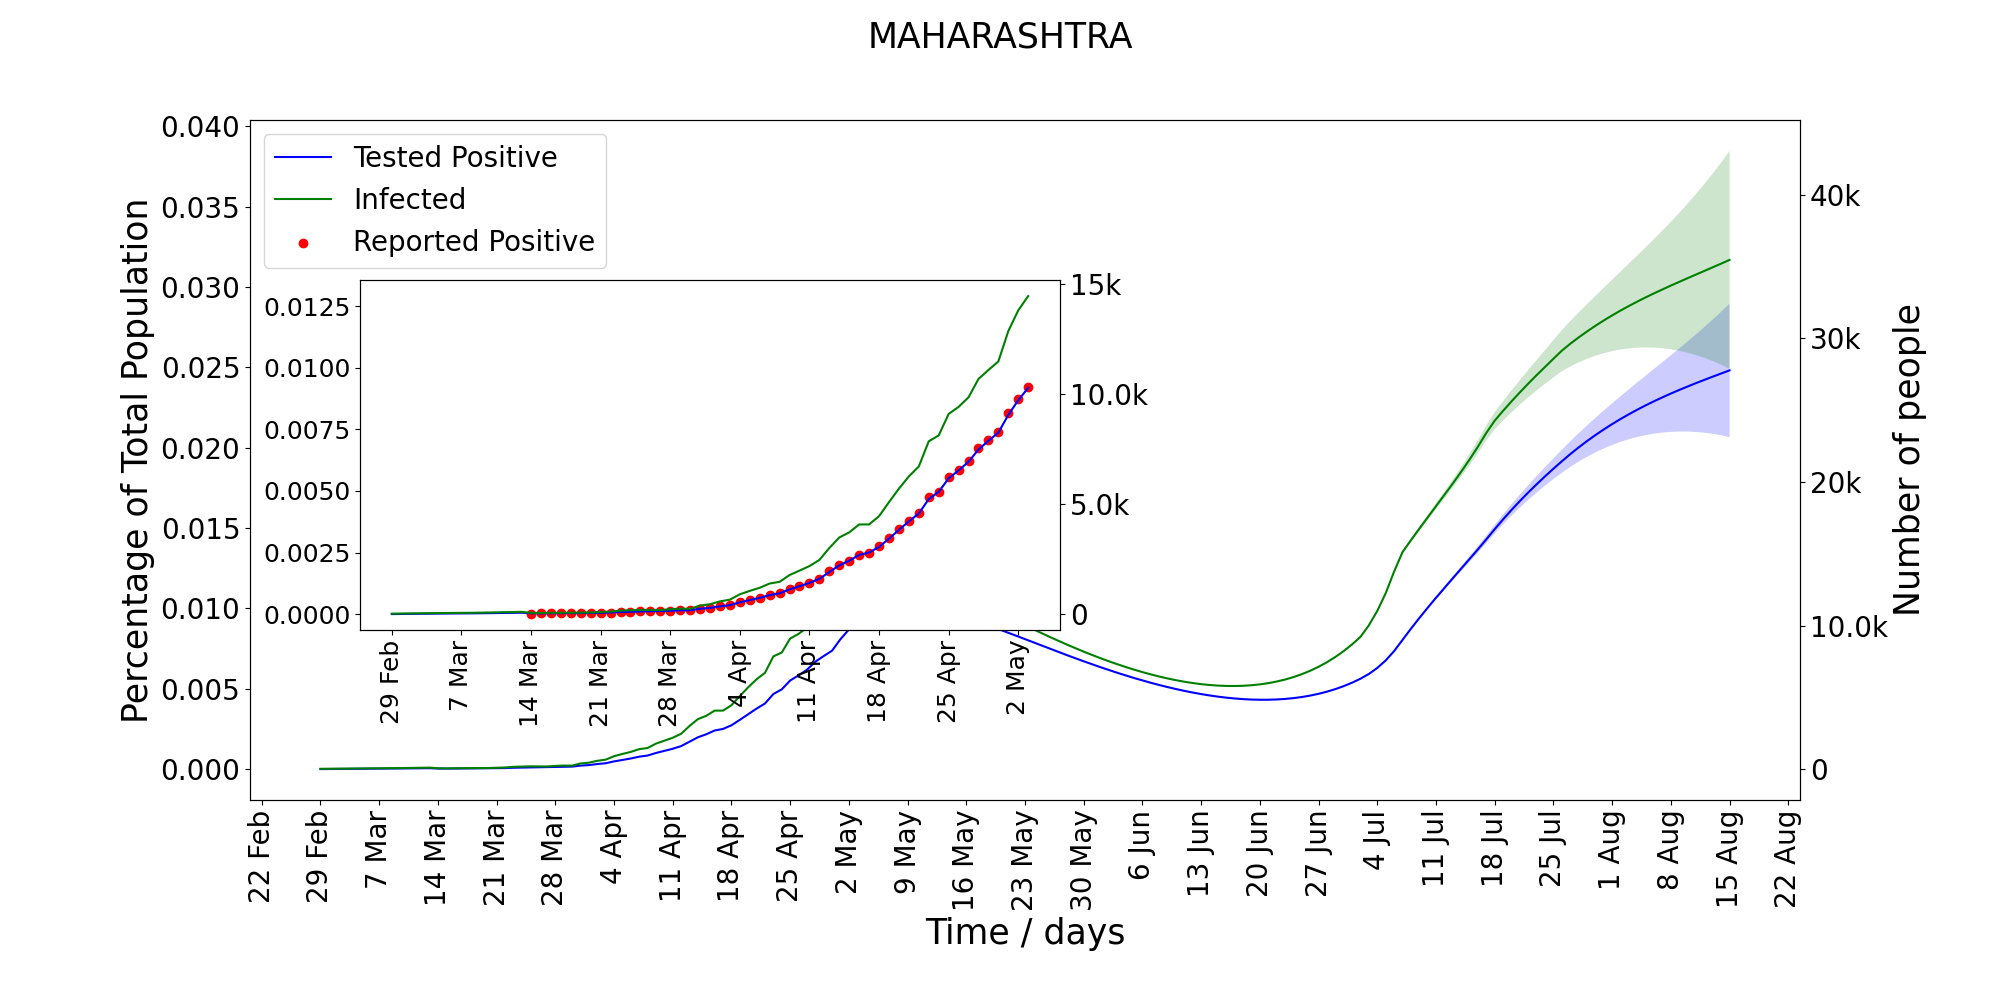 MAHARASHTRA
Tested Positive
Infected
Reported Positive
Percentage of Total Population
0.040
0.035
0.030
0.025
0.020
0.015
0.010
0.005
0.000
0.0125
0.0100
0.0075
0.0050
0.0025
0.0000
15k
10.0k
5.0k
0
29 Feb
7 Mar
14 Mar
21 Mar
28 Mar
4 Apr
11 Apr
18 Apr
25 Apr
2 May
40k
30k
20k
10.0k
0
Number of people
22 Feb
29 Feb
7 Mar
14 Mar
21 Mar
28 Mar
4 Apr
11 Apr
18 Apr
25 Apr
2 May
9 May
16 May
23 May
30 May
6 Jun
13 Jun
20 Jun
27 Jun
4 Jul
11 Jul
18 Jul
25 Jul
1 Aug
8 Aug
15 Aug
22 Aug
Time / days